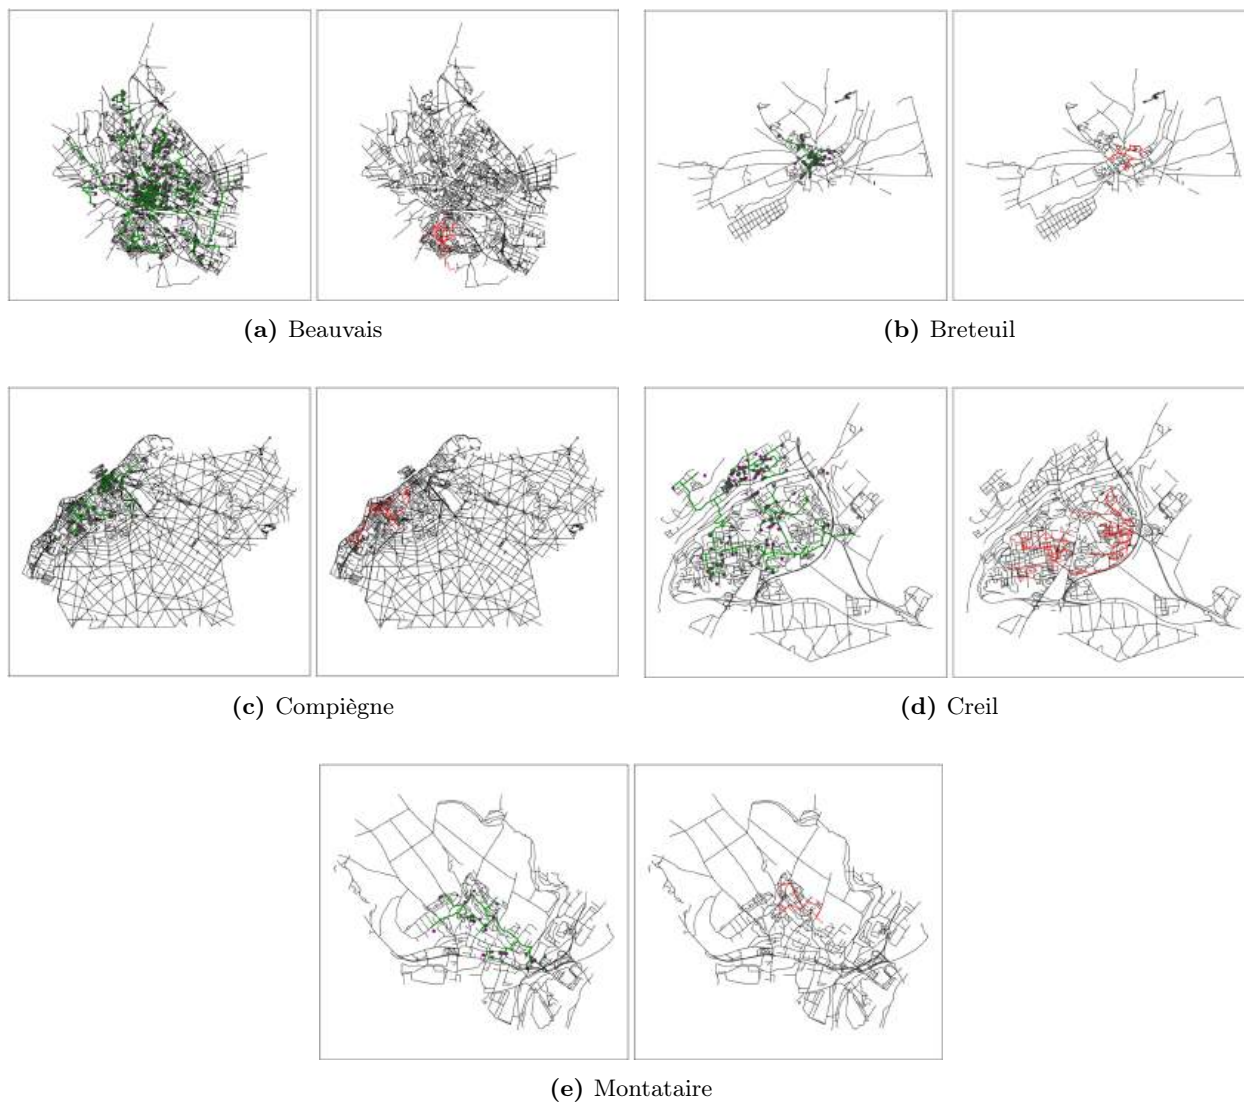 (a) Beauvais
(b) Breteuil
(c) Compiègne
(d) Creil
(e) Montataire